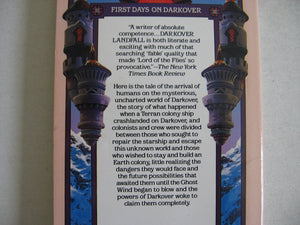 FIRST DAYS ON DARKOVER
"A writer of absolute
competence...DARKOVER
LANDFALL is both literate and
exciting with much of that
searching 'fable' quality that
made 'Lord of the Flies' so
provocative."—The New York
Times Book Review
Here is the tale of the arrival of
humans on the mysterious,
uncharted world of Darkover,
the story of what happened
when a Terran colony ship
crashlanded on Darkover, and
colonists and crew were divided
between those who sought to
repair the starship and escape
this unknown world and those
who wished to stay and build an
Earth colony, little realizing the
dangers they would face and
the future possibilities that
awaited them until the Ghost
Wind began to blow and the
powers of Darkover woke to
claim them completely.